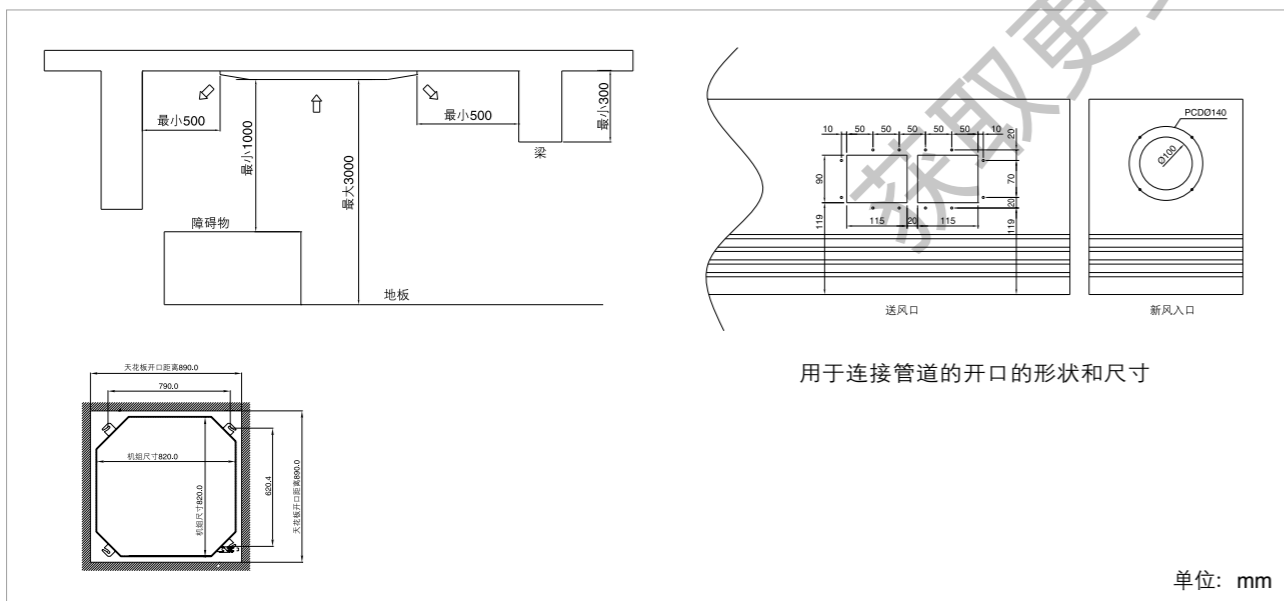 最小500
最小500
最小300
最小1000
最大3000
梁
障碍物
地板
10 50 50 50 50 50 10
20
90
70
20
119
119
115 20 115
送风口
PCDØ140
Ø100
新风入口
用于连接管道的开口的形状和尺寸
天花板开口距离890.0
790.0
机组尺寸820.0
机组尺寸820.0
620.4
天花板开口距离890.0
单位: mm
获取更